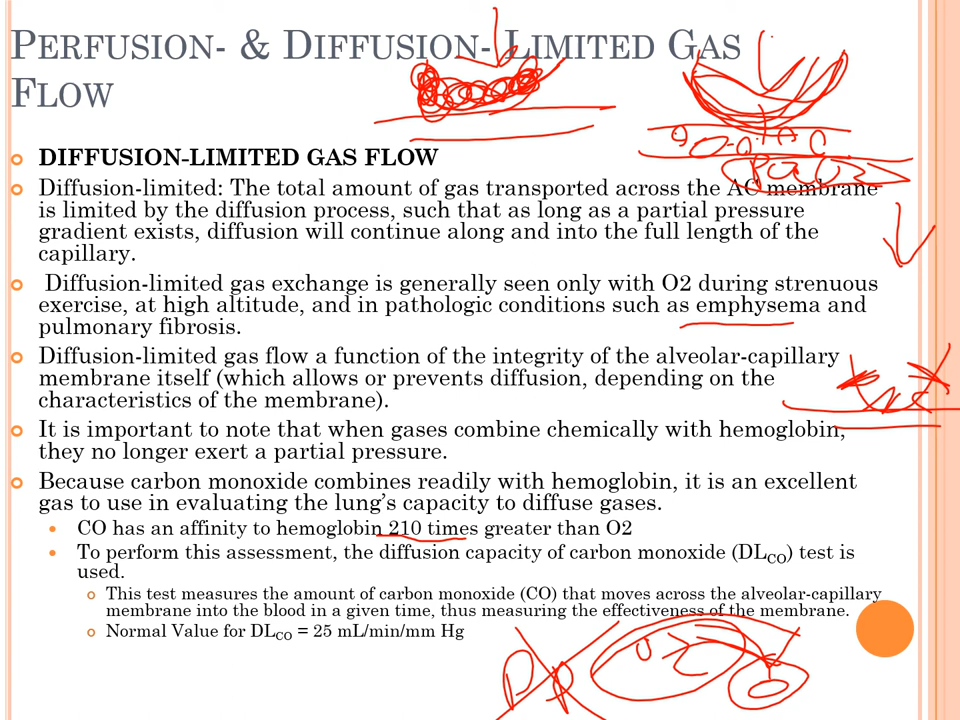 PERFUSION- & DIFFUSION- LIMITED GAS
FLOW
DIFFUSION-LIMITED GAS FLOW
Diffusion-limited: The total amount of gas transported across the AC membrane
is limited by the diffusion process, such that as long as a partial pressure
gradient exists, diffusion will continue along and into the full length of the
capillary.
Diffusion-limited gas exchange is generally seen only with O2 during strenuous
exercise, at high altitude, and in pathologic conditions such as emphysema and
pulmonary fibrosis.
Diffusion-limited gas flow a function of the integrity of the alveolar-capillary
membrane itself (which allows or prevents diffusion, depending on the
characteristics of the membrane).
It is important to note that when gases combine chemically with hemoglobin,
they no longer exert a partial pressure.
Because carbon monoxide combines readily with hemoglobin, it is an excellent
gas to use in evaluating the lung’s capacity to diffuse gases.
CO has an affinity to hemoglobin 210 times greater than O2
To perform this assessment, the diffusion capacity of carbon monoxide (DLCO) test is
used.
This test measures the amount of carbon monoxide (CO) that moves across the alveolar-capillary
membrane into the blood in a given time, thus measuring the effectiveness of the membrane.
Normal Value for DLCO = 25 mL/min/mm Hg